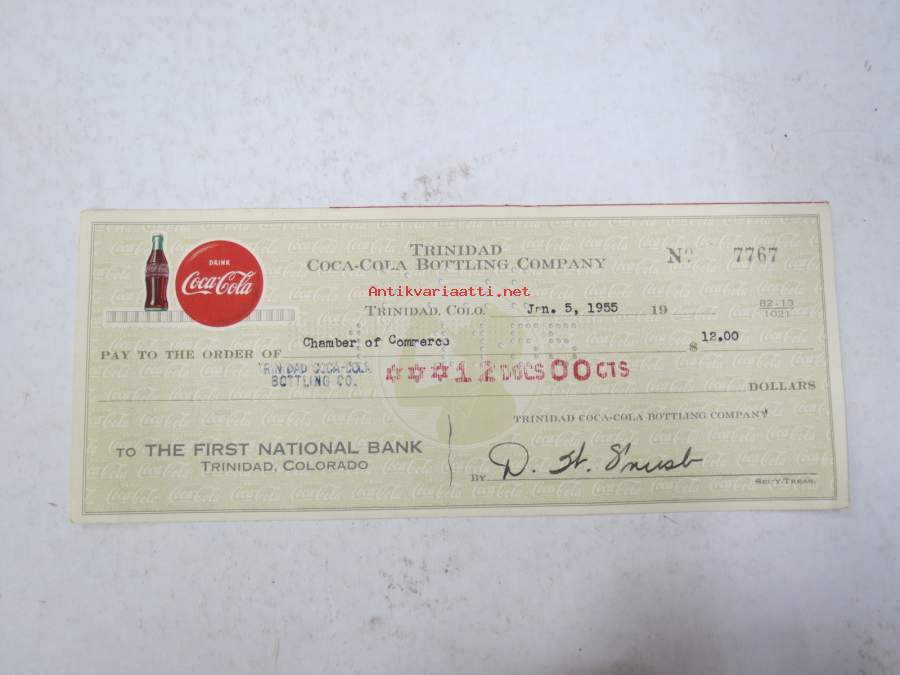 TRINIDAD
COCA-COLA BOTTLING COMPANY
Nº 7767
DRINK
Coca-Cola
Antikvariaatti.net
TRINIDAD, COLO. Jan. 5, 1955 19
82-13
1021
PAY TO THE ORDER OF Chamber of Commerce $12.00
TRINIDAD COCA-COLA
BOTTLING CO.
***12 DOLS 00 CTS
DOLLARS
TRINIDAD COCA-COLA BOTTLING COMPANY
TO THE FIRST NATIONAL BANK
TRINIDAD, COLORADO
BY D. H.
SEC'Y-TREAS.